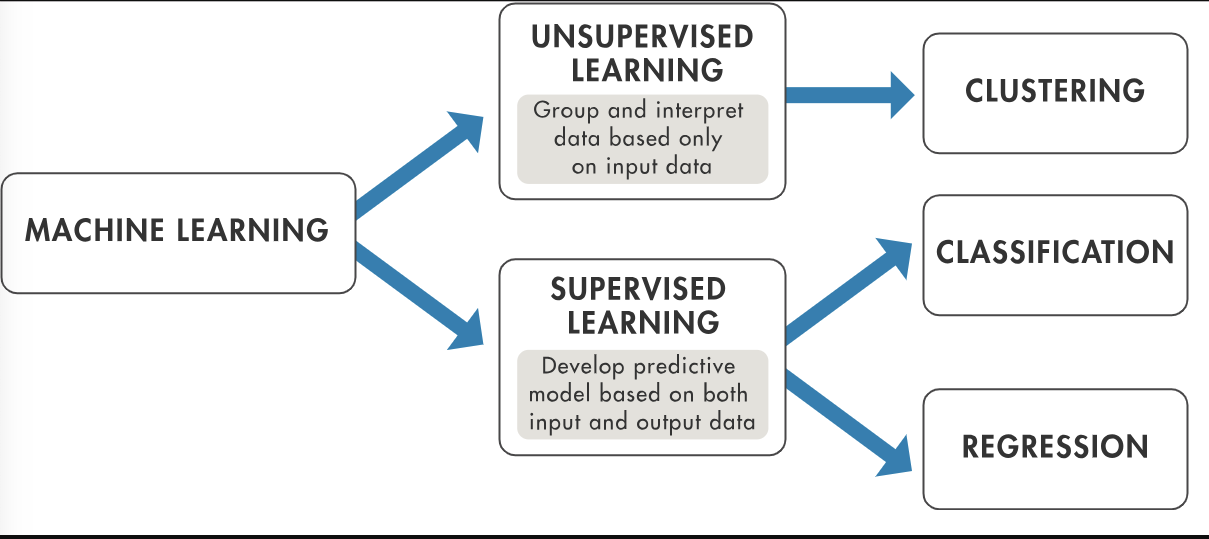 MACHINE LEARNING
UNSUPERVISED
LEARNING
Group and interpret
data based only
on input data
CLUSTERING
SUPERVISED
LEARNING
Develop predictive
model based on both
input and output data
CLASSIFICATION
REGRESSION